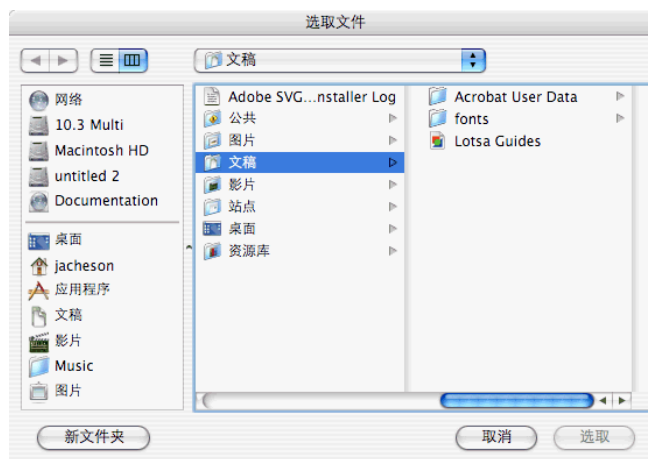 选取文件
文稿
网络
10.3 Multi
Macintosh HD
untitled 2
Documentation
桌面
jacheson
应用程序
文稿
影片
Music
图片
Adobe SVG...nstaller Log
公共
图片
文稿
影片
站点
桌面
资源库
Acrobat User Data
fonts
Lotsa Guides
新文件夹
取消
选取